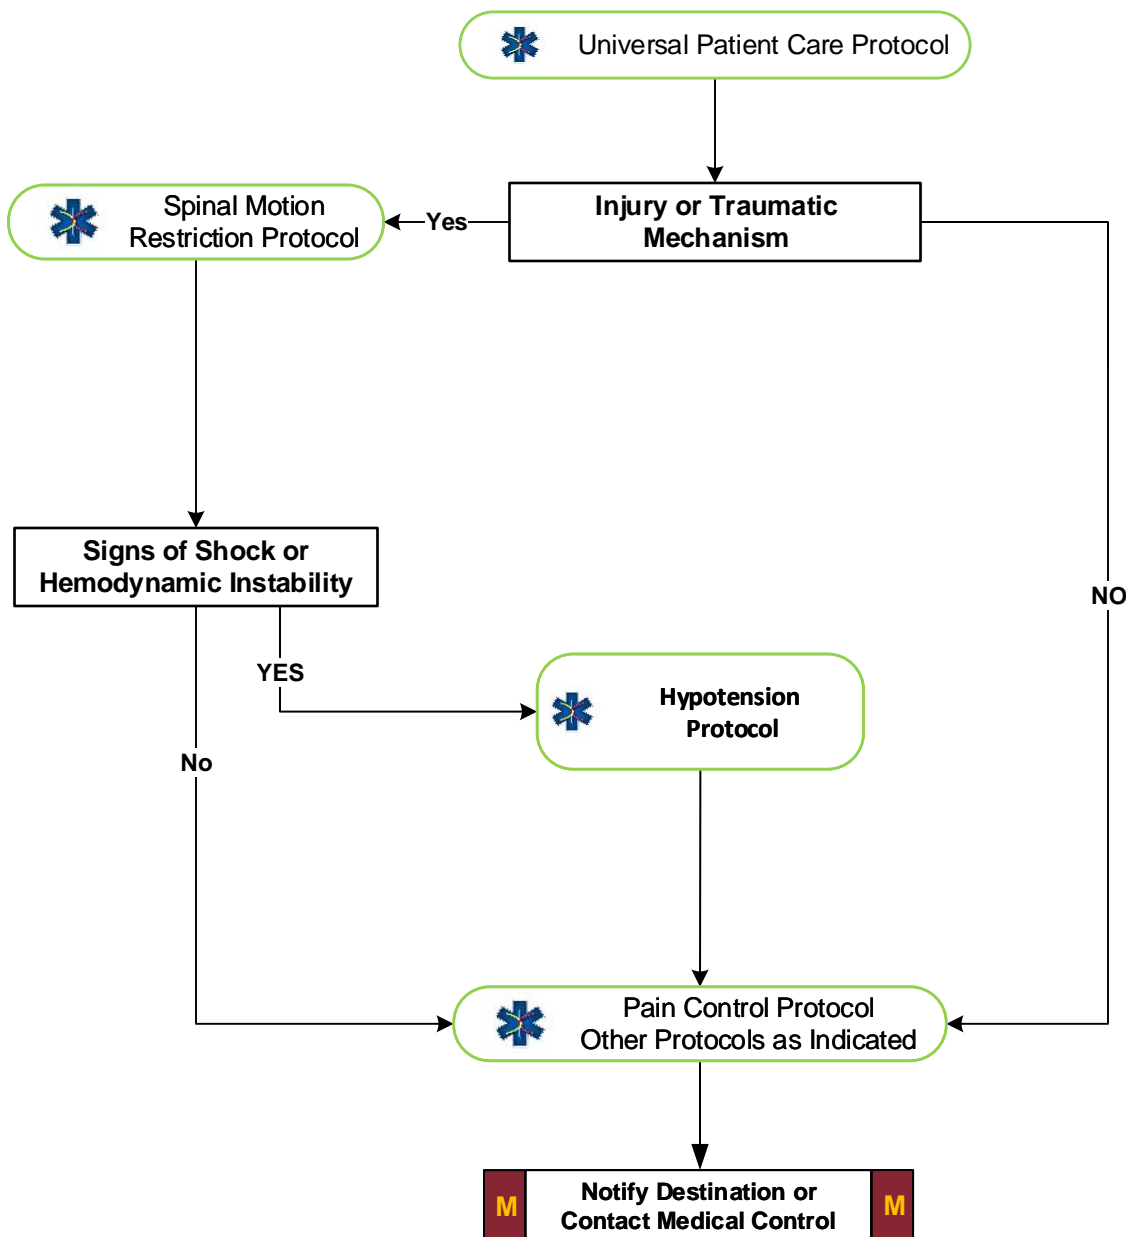 Universal Patient Care Protocol
Injury or Traumatic
Mechanism
Yes
Spinal Motion
Restriction Protocol
Signs of Shock or
Hemodynamic Instability
NO
YES
Hypotension
Protocol
No
Pain Control Protocol
Other Protocols as Indicated
M
Notify Destination or
Contact Medical Control
M